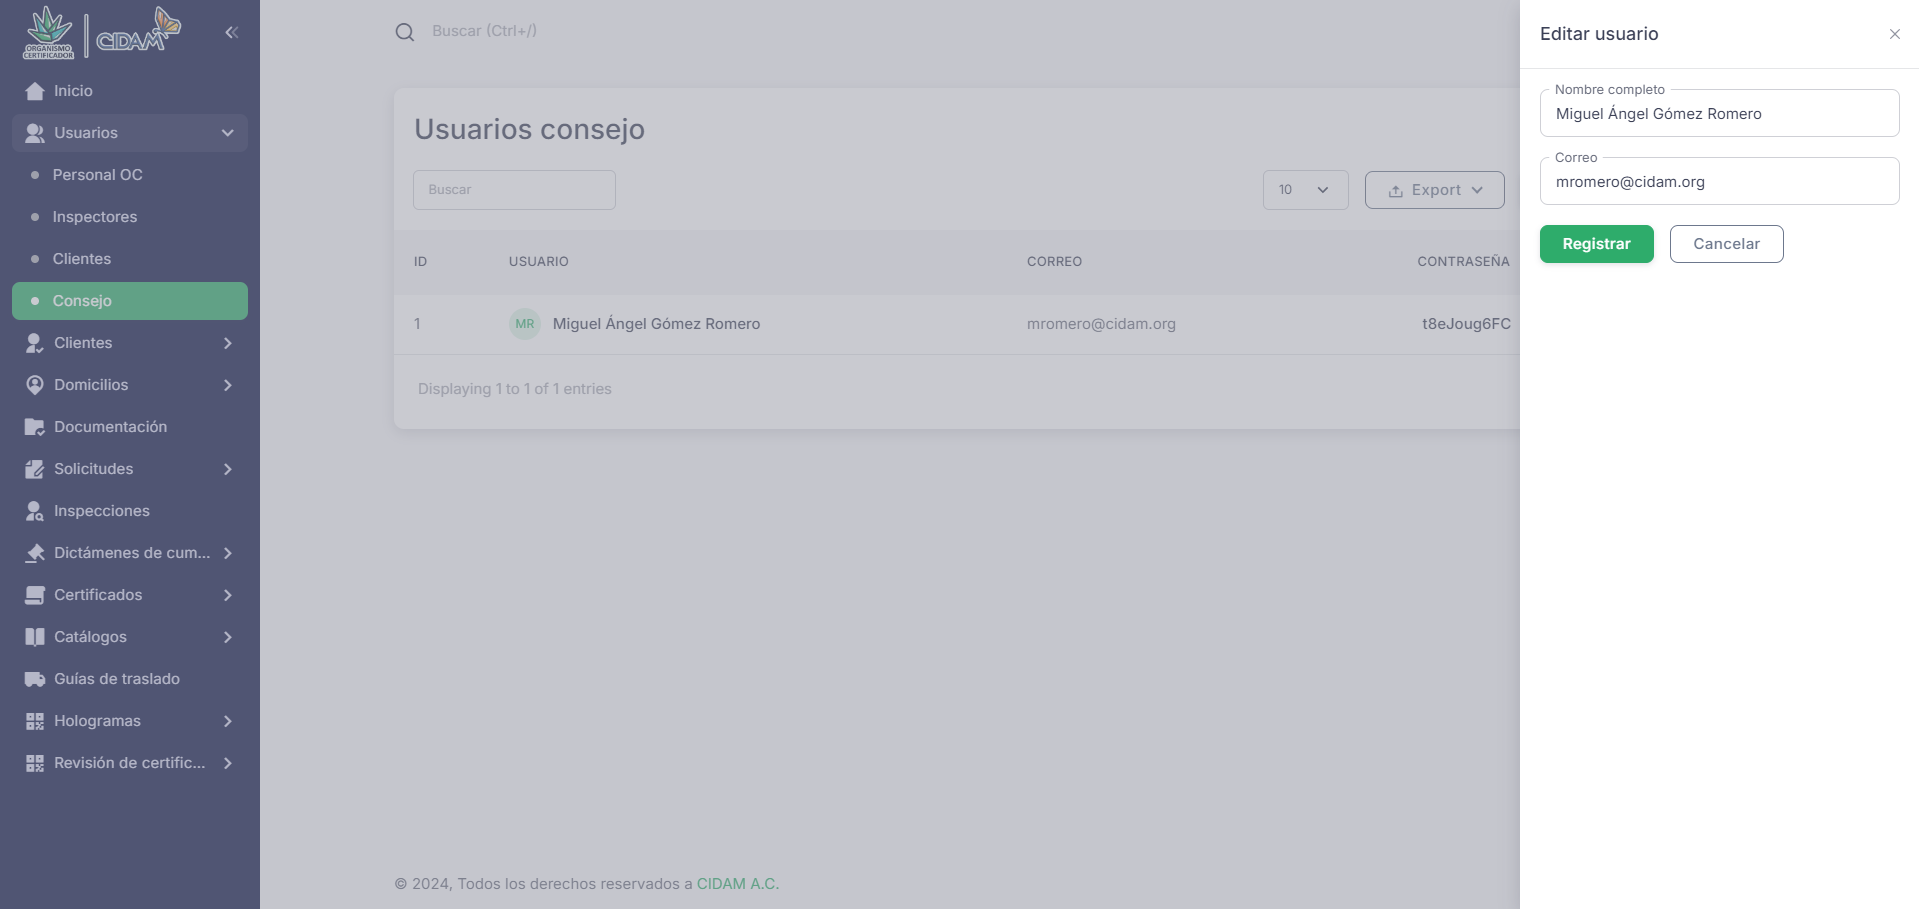 ORGANISMO
CERTIFICADOR
CIDAM
Inicio
Usuarios
Personal OC
Inspectores
Clientes
Consejo
Clientes
Domicilios
Documentación
Solicitudes
Inspecciones
Dictámenes de cum...
Certificados
Catálogos
Guías de traslado
Hologramas
Revisión de certific...
Buscar (Ctrl+/)
Usuarios consejo
Buscar
10
Export
ID USUARIO CORREO CONTRASEÑA
1 MR Miguel Ángel Gómez Romero mromero@cidam.org t8eJoug6FC
Displaying 1 to 1 of 1 entries
© 2024, Todos los derechos reservados a CIDAM A.C.
Editar usuario
Nombre completo
Miguel Ángel Gómez Romero
Correo
mromero@cidam.org
Registrar Cancelar